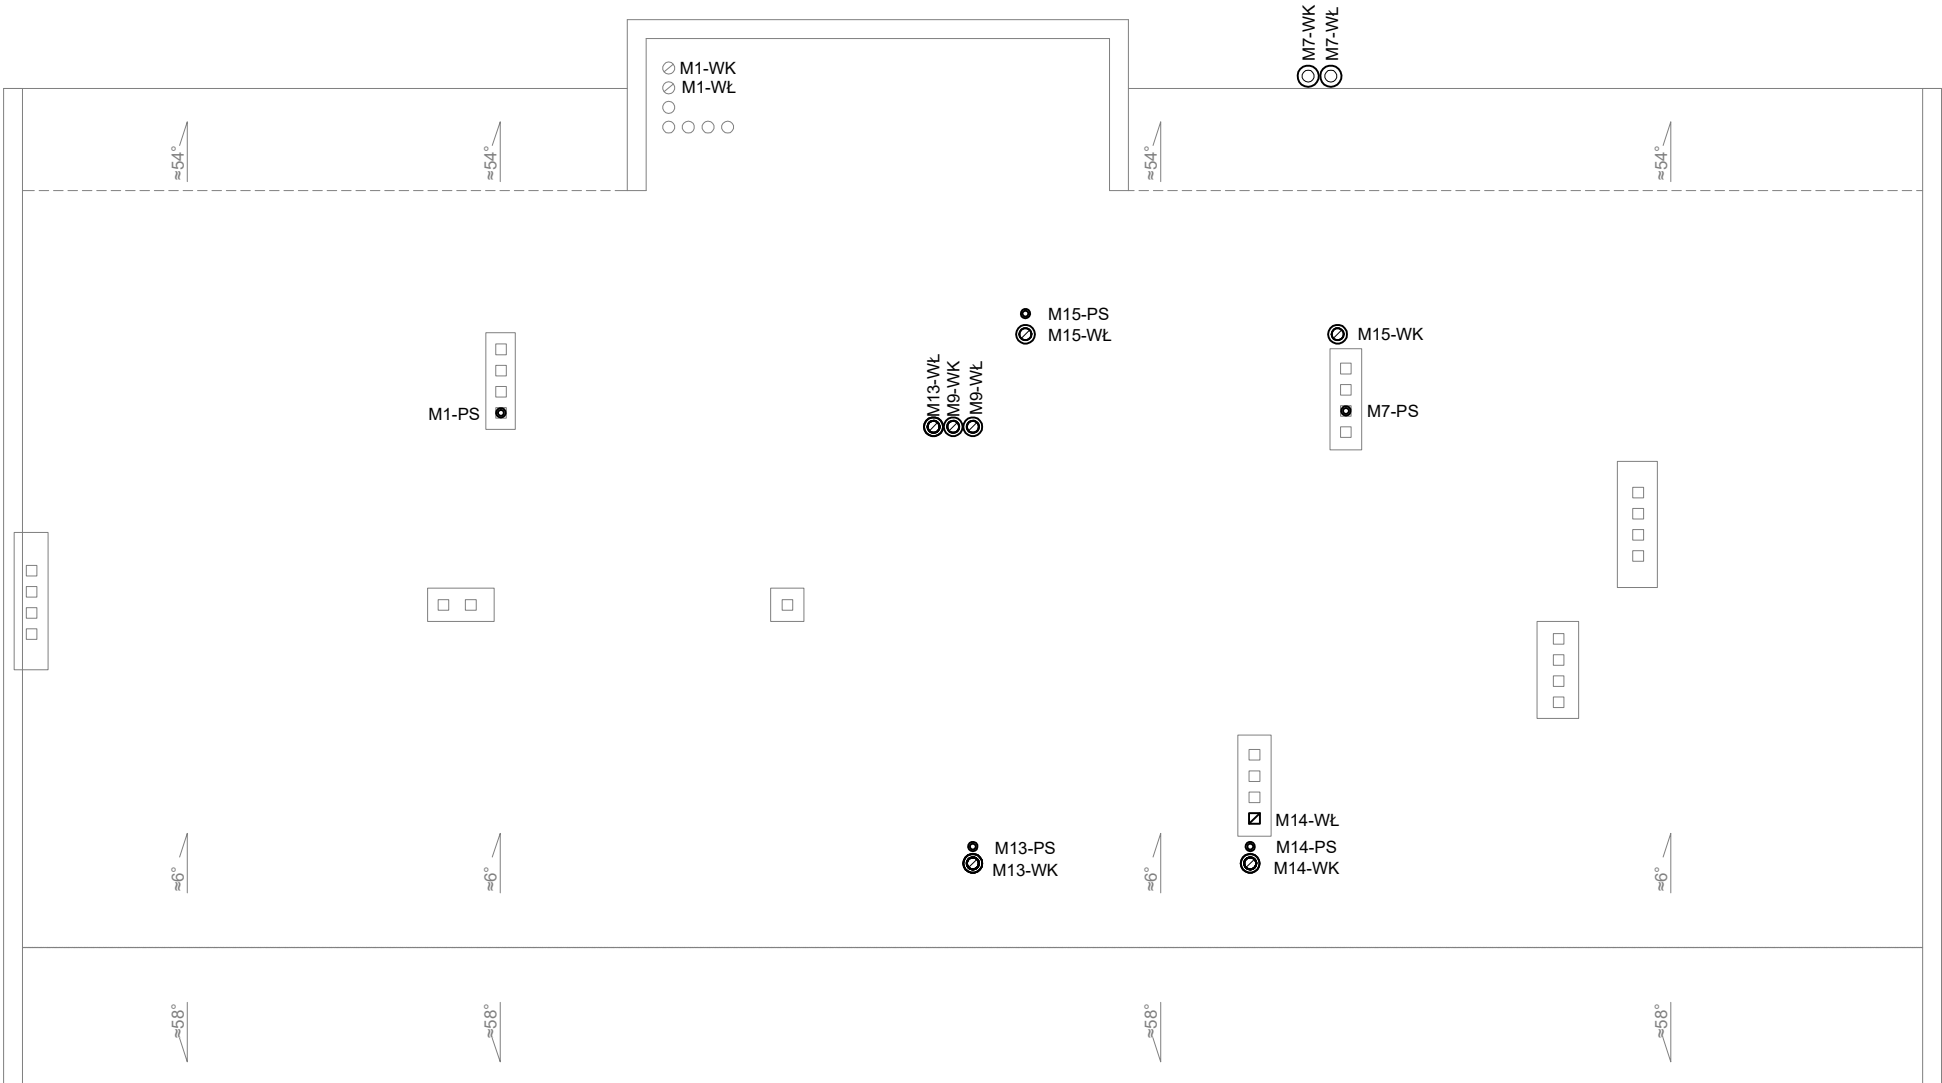 M7-WK
M7-WŁ
M1-WK
M1-WŁ
≈54°
≈54°
≈54°
≈54°
M15-PS
M15-WŁ
M15-WK
M13-WŁ
M9-WK
M9-WŁ
M1-PS
M7-PS
M14-WŁ
M13-PS
M14-PS
M13-WK
M14-WK
≈6°
≈6°
≈6°
≈6°
≈58°
≈58°
≈58°
≈58°